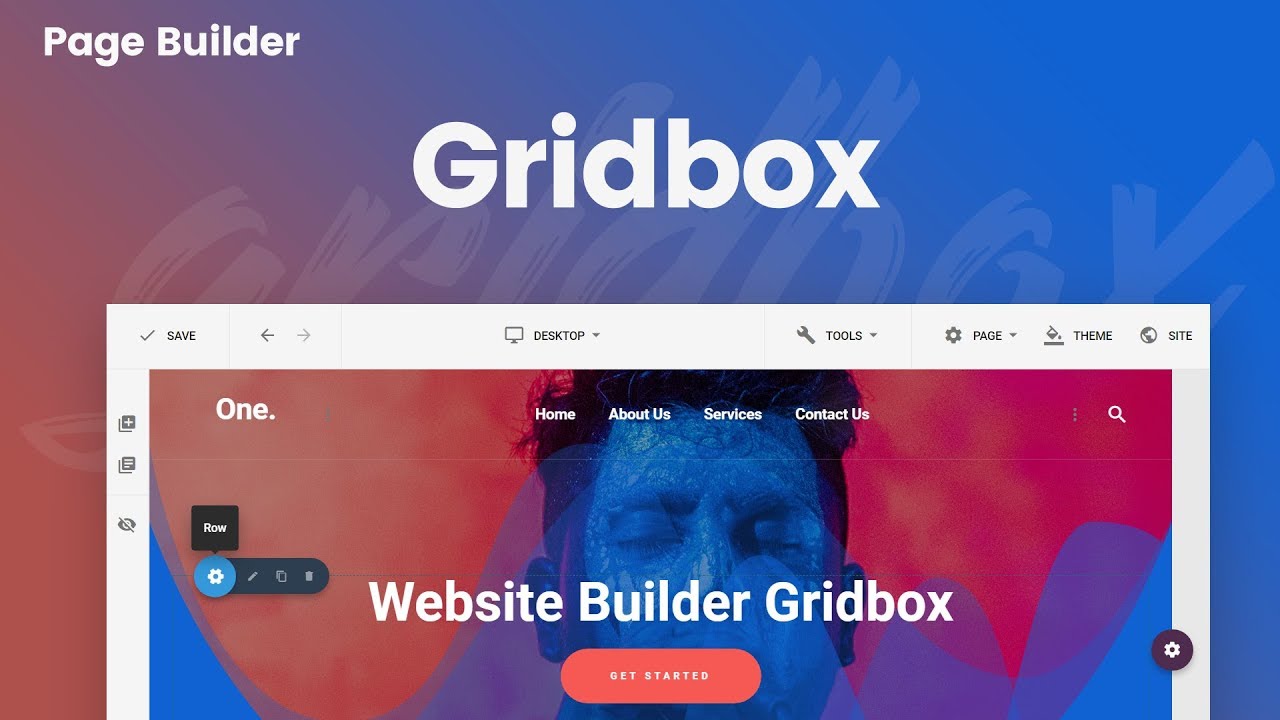 Page Builder
Gridbox
gridbox
SAVE DESKTOP TOOLS PAGE THEME SITE
One. Home About Us Services Contact Us
Row
Website Builder Gridbox
GET STARTED